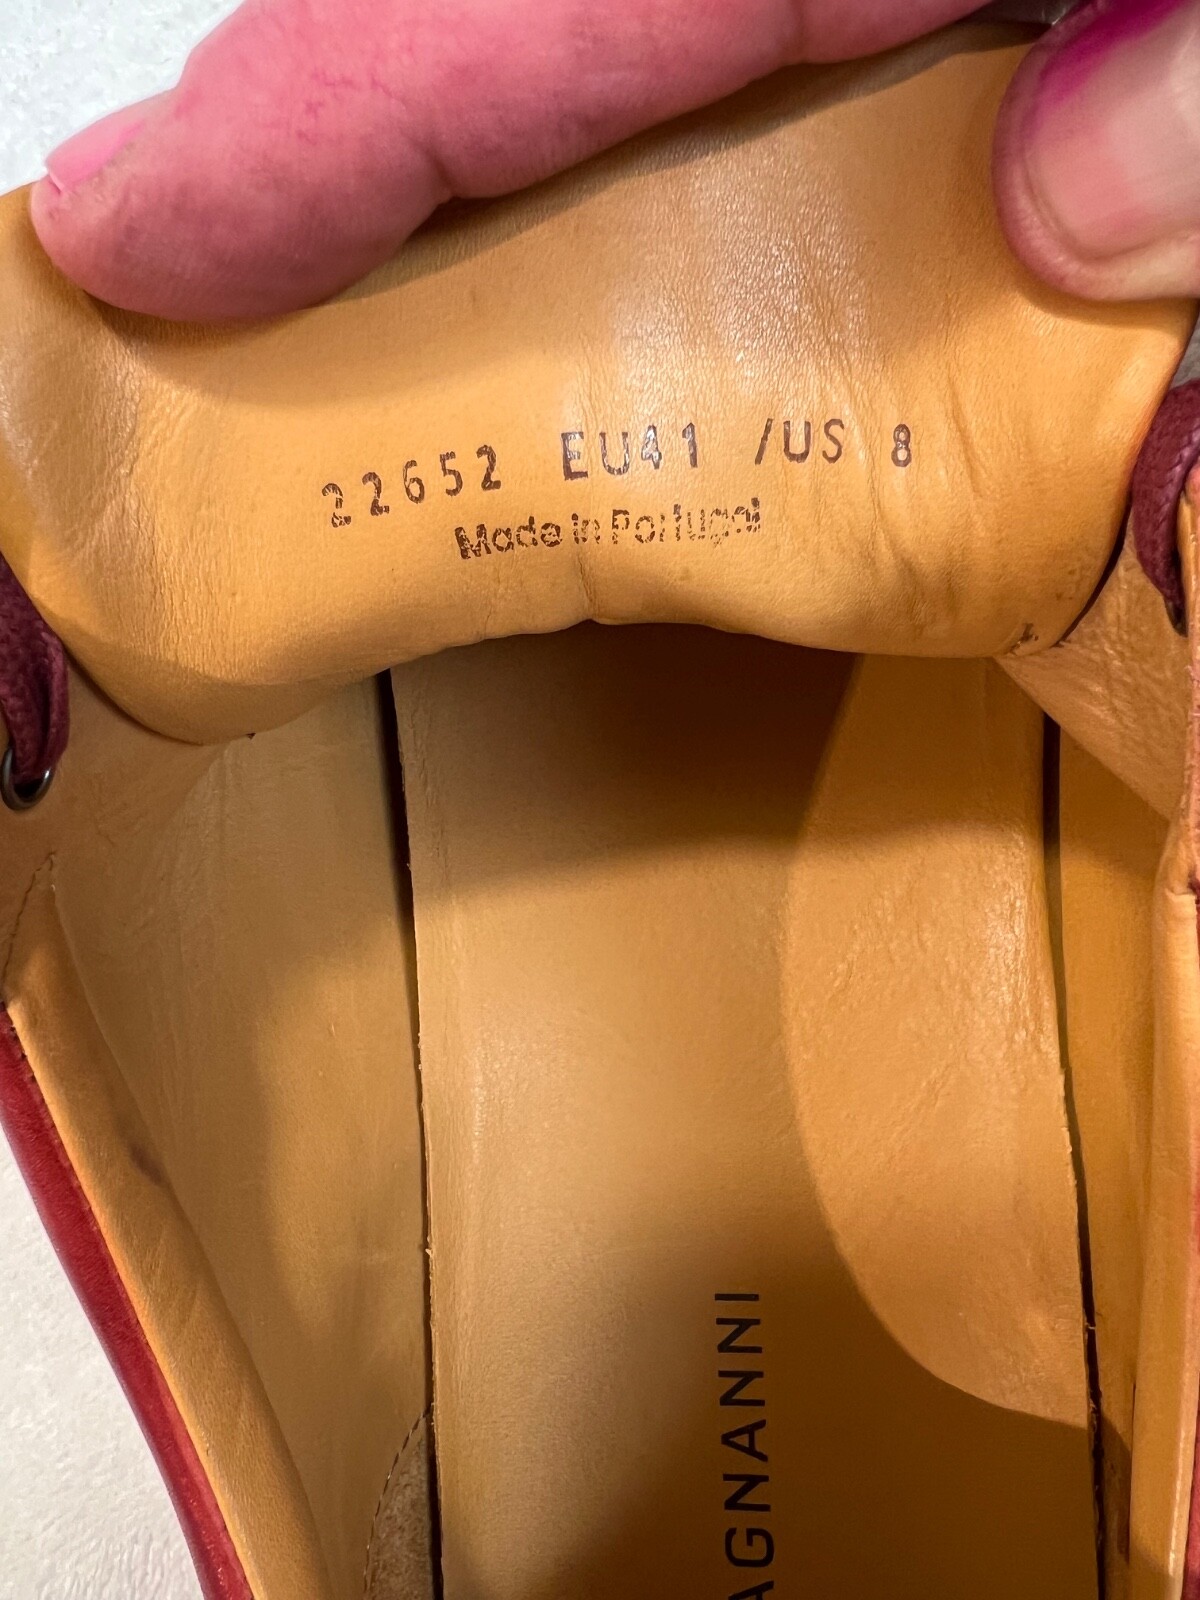 22652 EU41 /US 8
Made in Portugal
AGNANNI